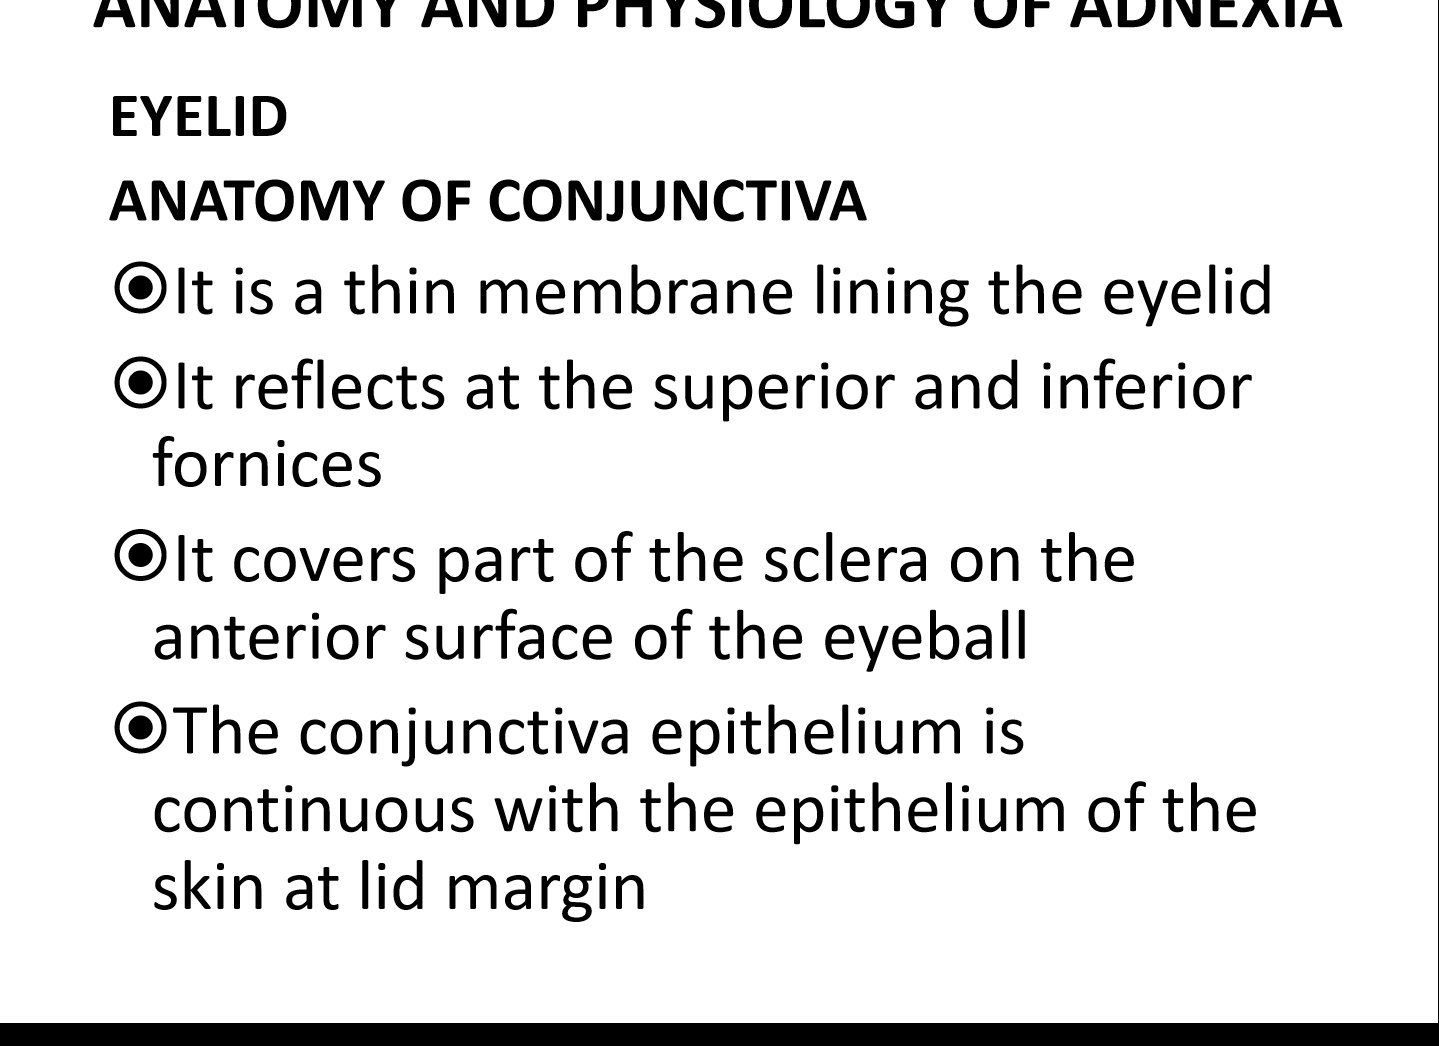 ANATOMY AND PHYSIOLOGY OF ADNEXIA
EYELID
ANATOMY OF CONJUNCTIVA
It is a thin membrane lining the eyelid
It reflects at the superior and inferior
fornices
It covers part of the sclera on the
anterior surface of the eyeball
The conjunctiva epithelium is
continuous with the epithelium of the
skin at lid margin